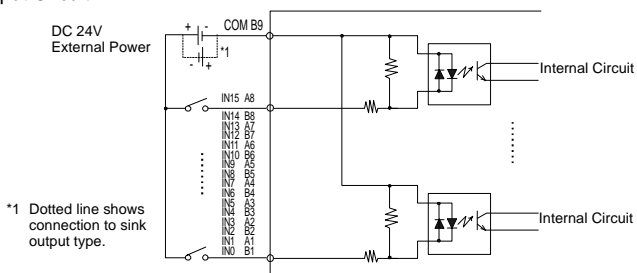 DC 24V
External Power
+ -
COM B9
- +
*1
Internal Circuit
IN15 A8
IN14 B8
IN13 A7
IN12 B7
IN11 A6
IN10 B6
IN9 A5
IN8 B5
IN7 A4
IN6 B4
IN5 A3
IN4 B3
IN3 A2
IN2 B2
IN1 A1
IN0 B1
*1 Dotted line shows
connection to sink
output type.
Internal Circuit